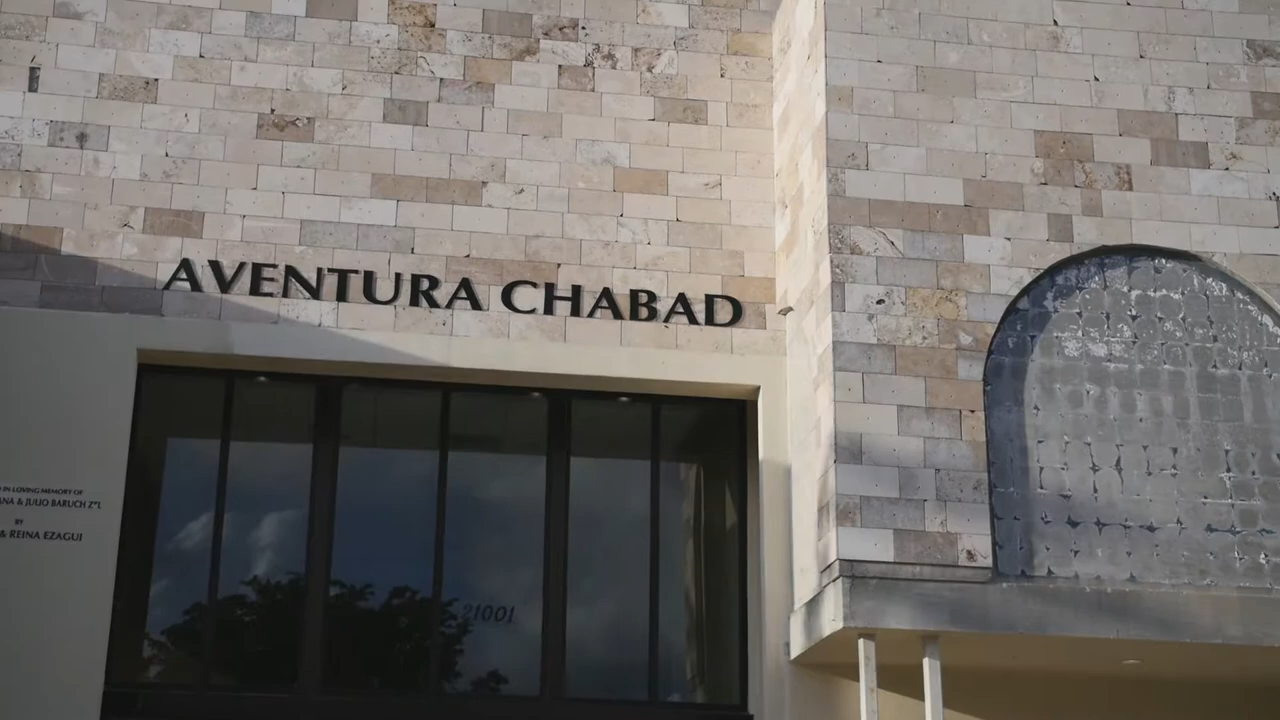 AVENTURA CHABAD
IN LOVING MEMORY OF
& JULIO BARUCH Z"L
BY
& REINA EZAGUI
21001